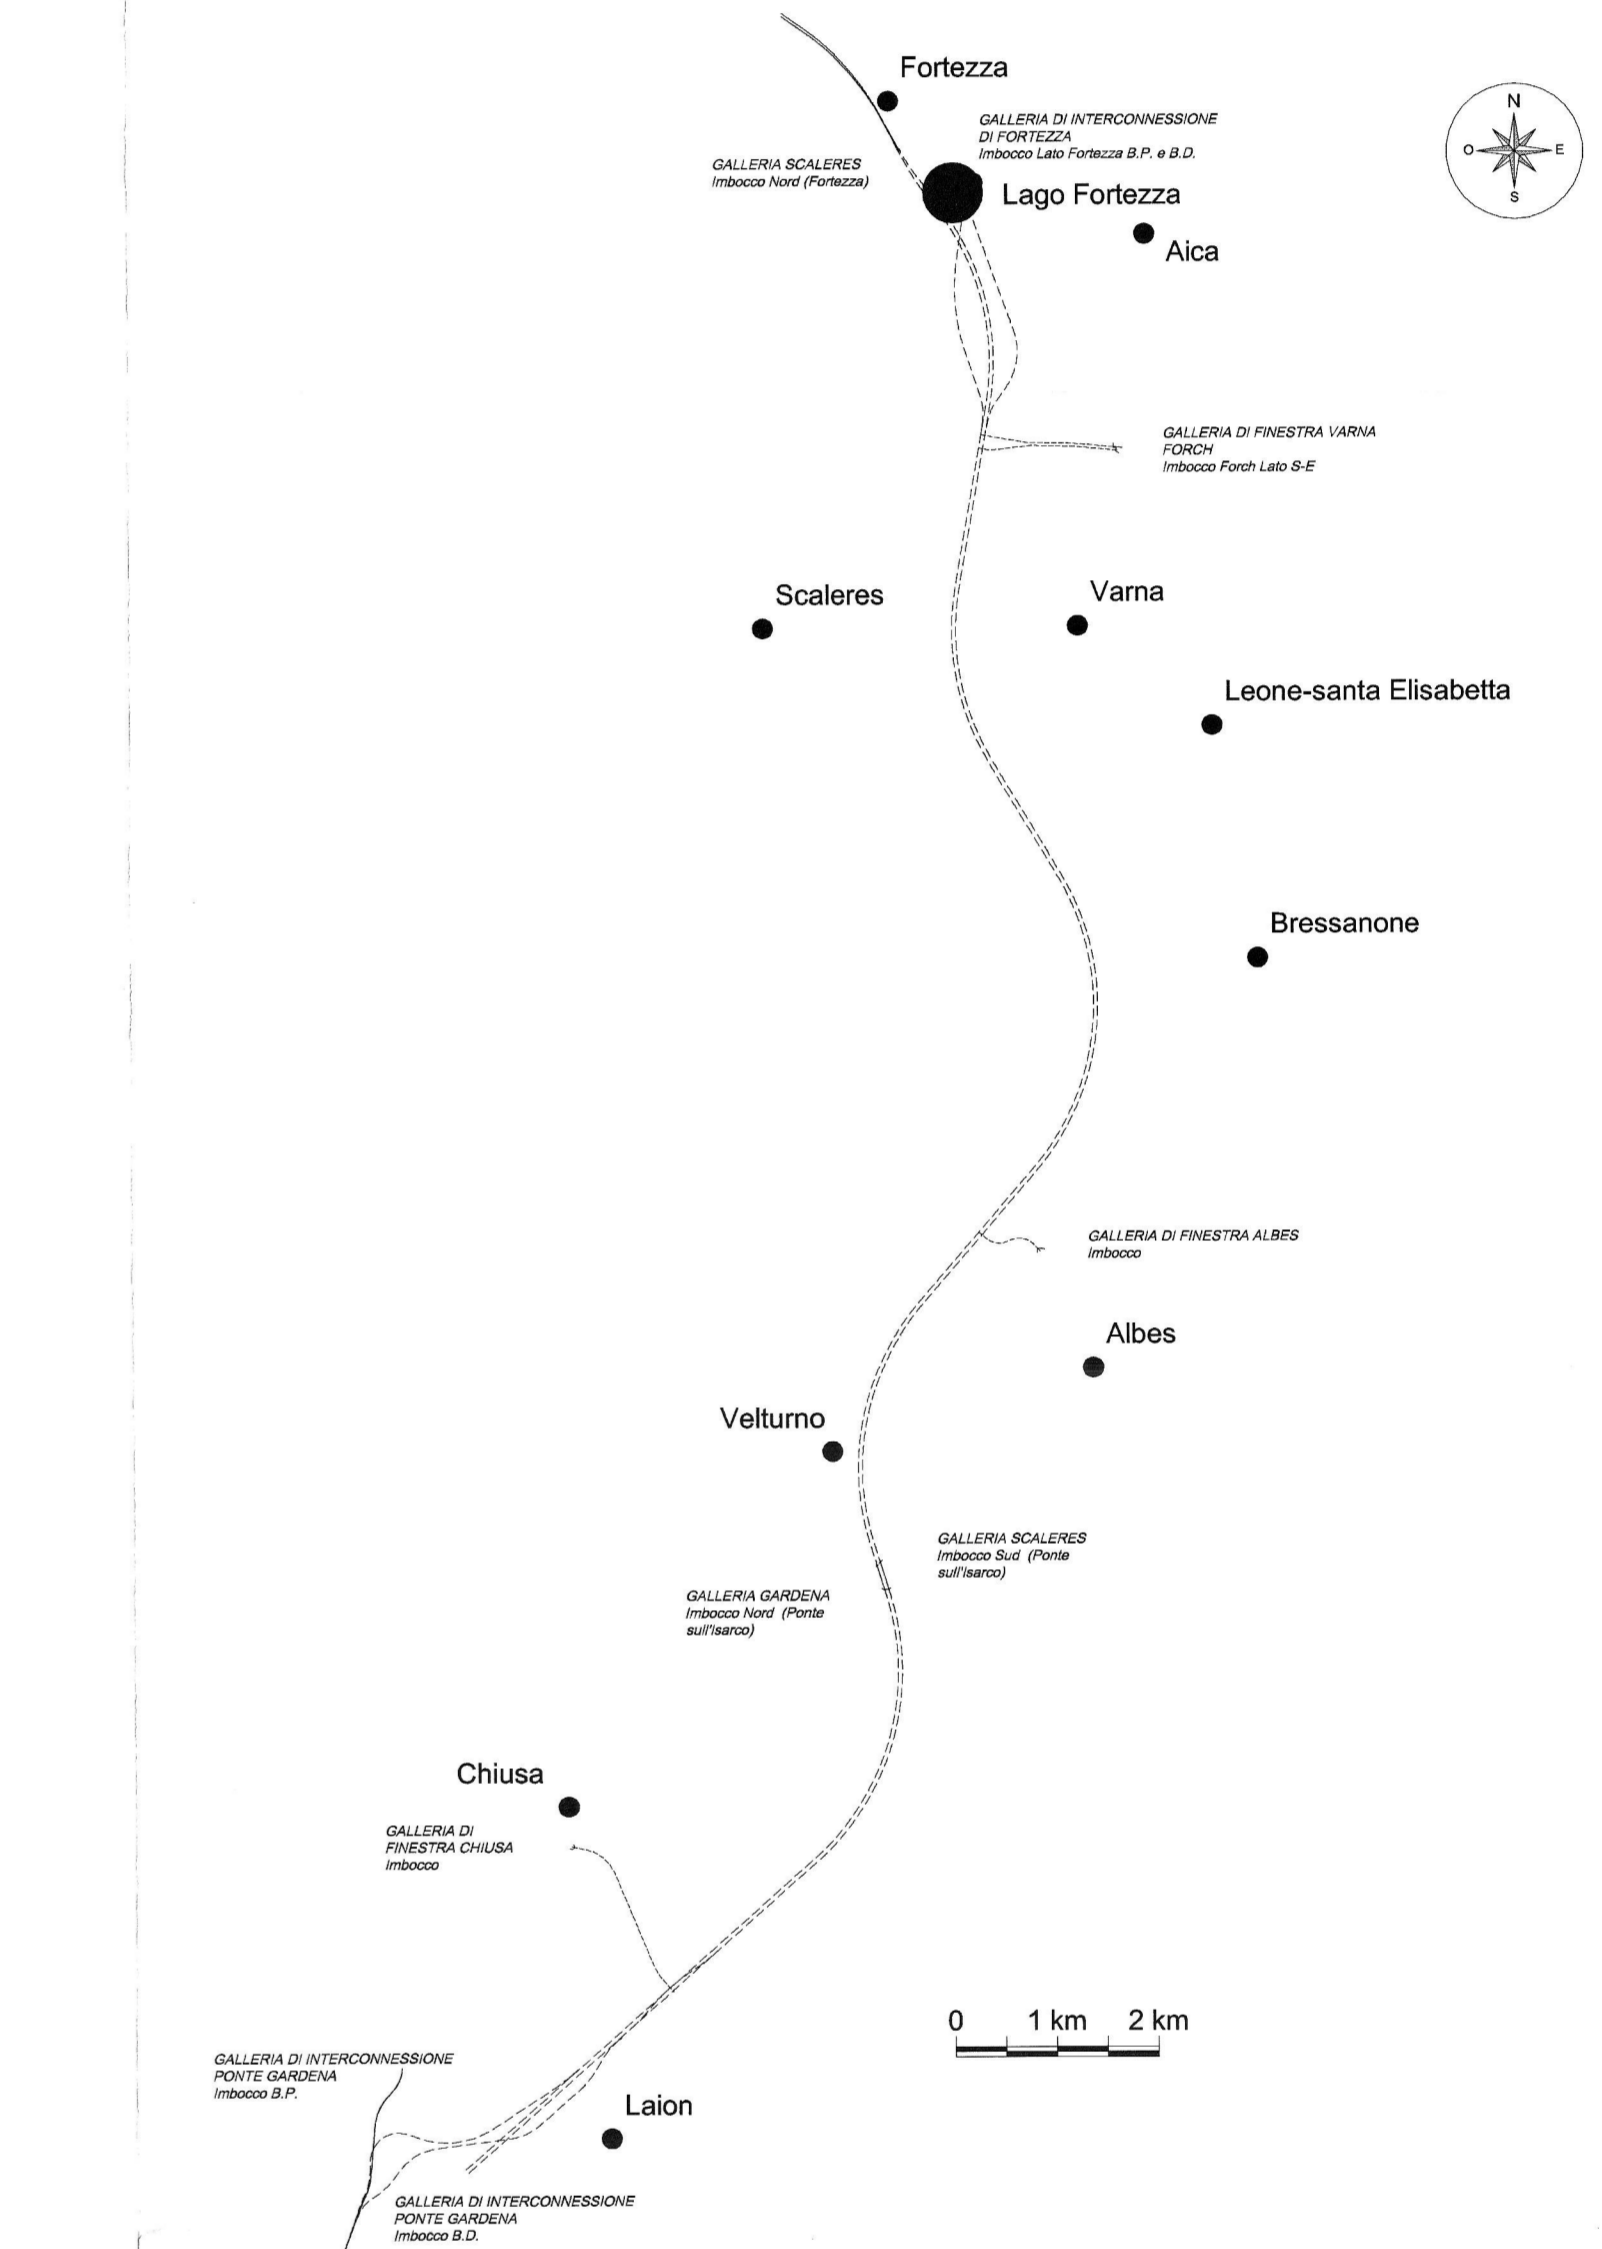 Fortezza
N
O
E
S
GALLERIA DI INTERCONNESSIONE
DI FORTEZZA
Imbocco Lato Fortezza B.P. e B.D.
GALLERIA SCALERES
Imbocco Nord (Fortezza)
Lago Fortezza
Aica
GALLERIA DI FINESTRA VARNA
FORCH
Imbocco Forch Lato S-E
Scaleres
Varna
Leone-santa Elisabetta
Bressanone
GALLERIA DI FINESTRA ALBES
Imbocco
Albes
Velturno
GALLERIA SCALERES
Imbocco Sud (Ponte
sull'Isarco)
GALLERIA GARDENA
Imbocco Nord (Ponte
sull'Isarco)
Chiusa
GALLERIA DI
FINESTRA CHIUSA
Imbocco
0 1 km 2 km
GALLERIA DI INTERCONNESSIONE
PONTE GARDENA
Imbocco B.P.
Laion
GALLERIA DI INTERCONNESSIONE
PONTE GARDENA
Imbocco B.D.